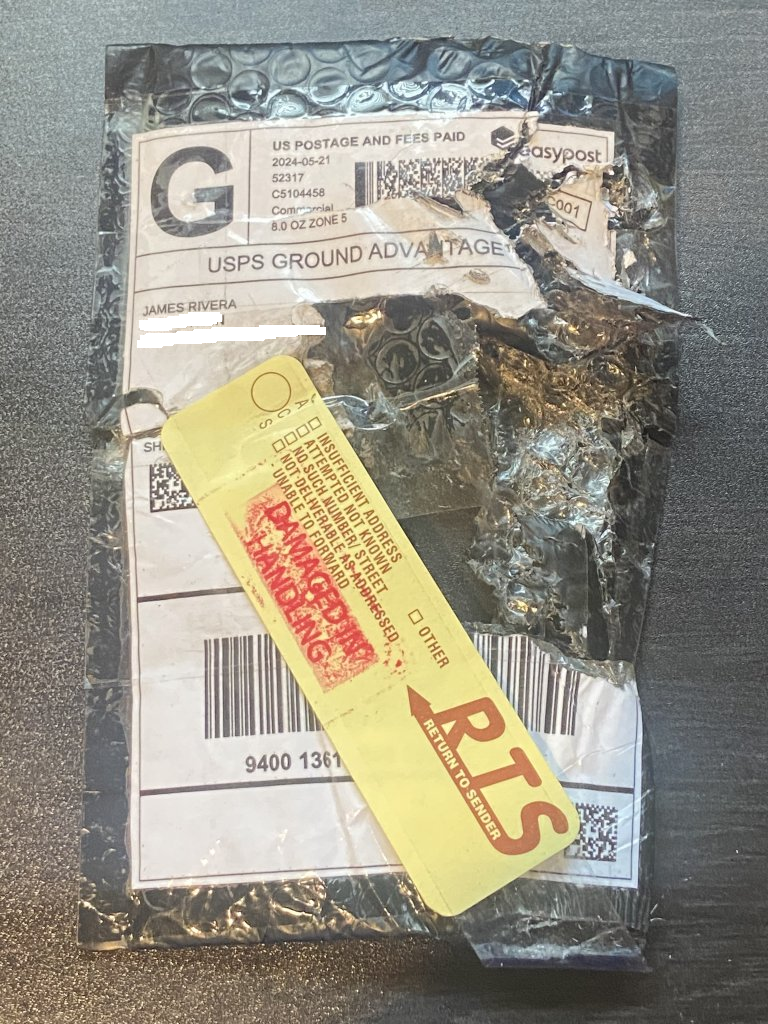 G
US POSTAGE AND FEES PAID
2024-05-21
52317
C5104458
Commercial
8.0 OZ ZONE 5
easypost
C001
USPS GROUND ADVANTAGE
JAMES RIVERA
SH
A
C
S
INSUFFICIENT ADDRESS
ATTEMPTED NOT KNOWN
NO SUCH NUMBER/ STREET
NOT DELIVERABLE AS ADDRESSED
UNABLE TO FORWARD
OTHER
DAMAGED IN
HANDLING
RTS
RETURN TO SENDER
9400 1361